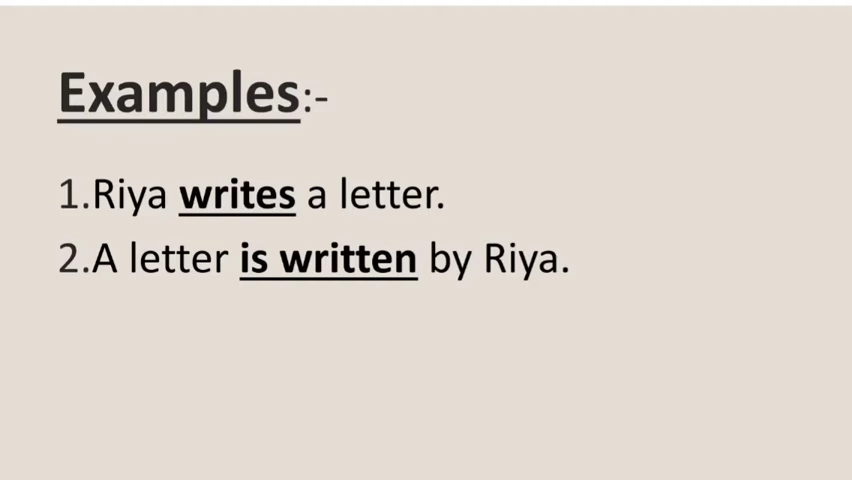 Examples:-
1.Riya writes a letter.
2.A letter is written by Riya.